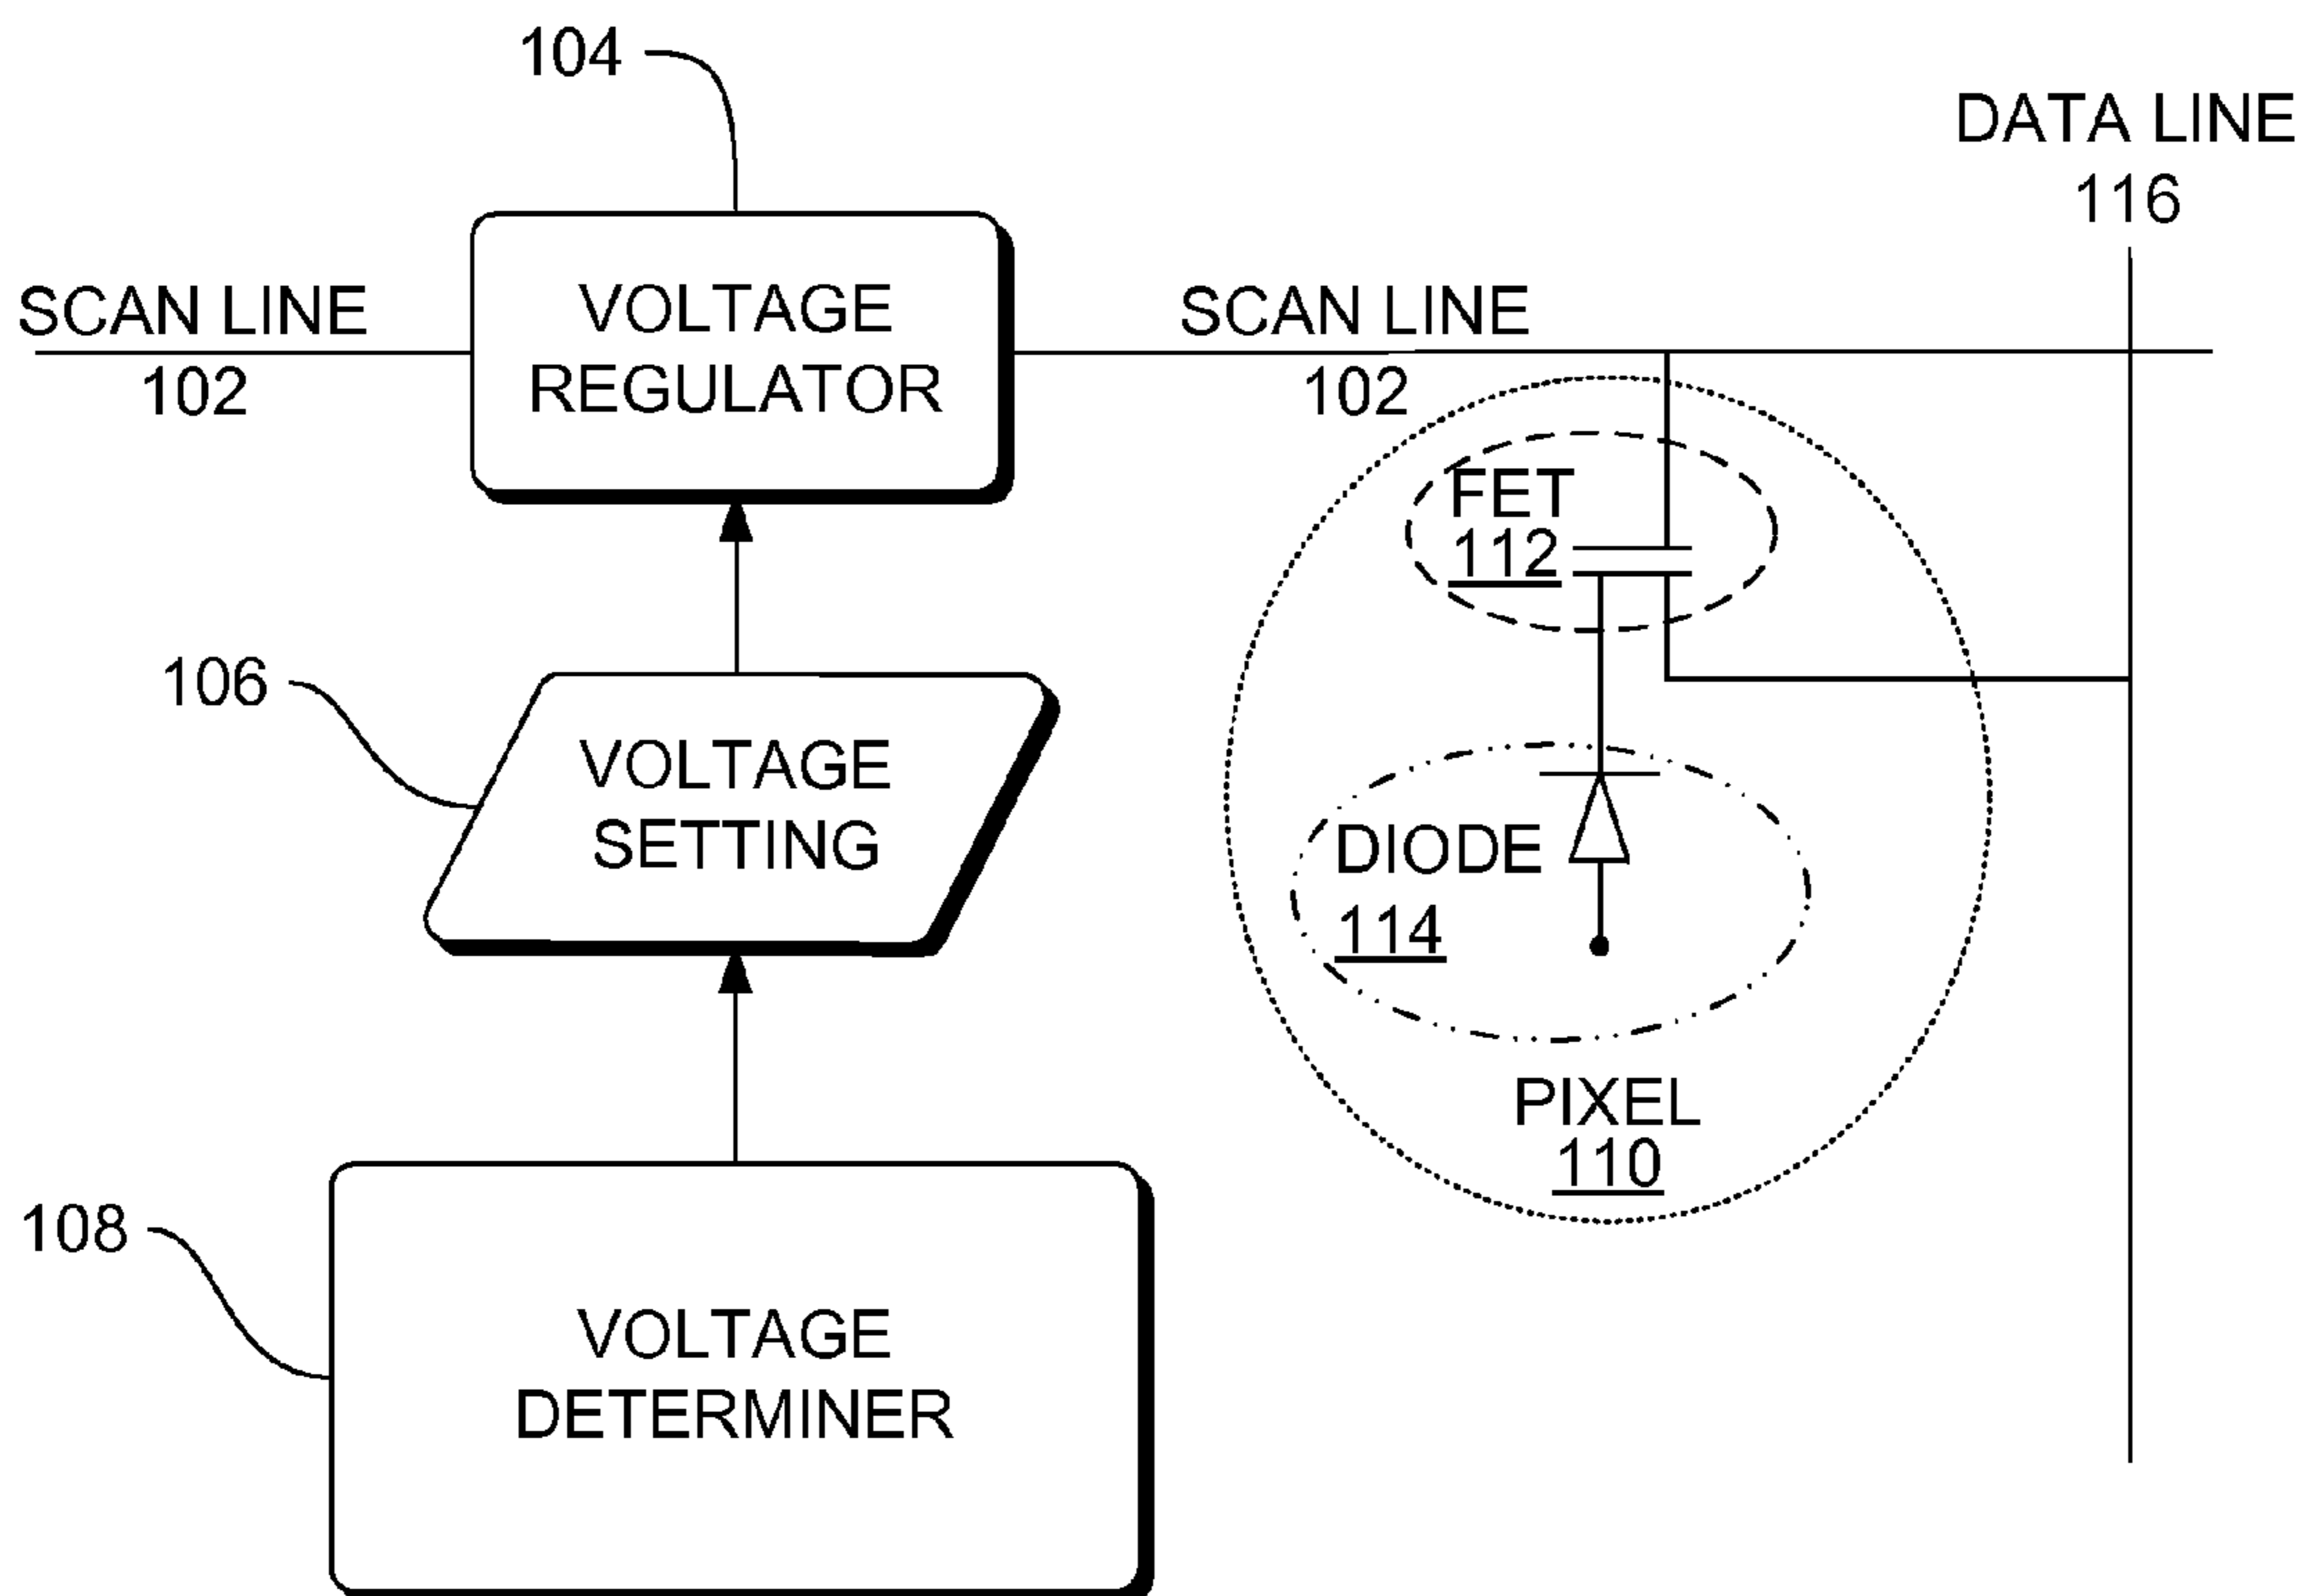 104
DATA LINE
116
SCAN LINE
102
VOLTAGE
REGULATOR
SCAN LINE
102
FET
112
106
VOLTAGE
SETTING
DIODE
114
PIXEL
110
108
VOLTAGE
DETERMINER